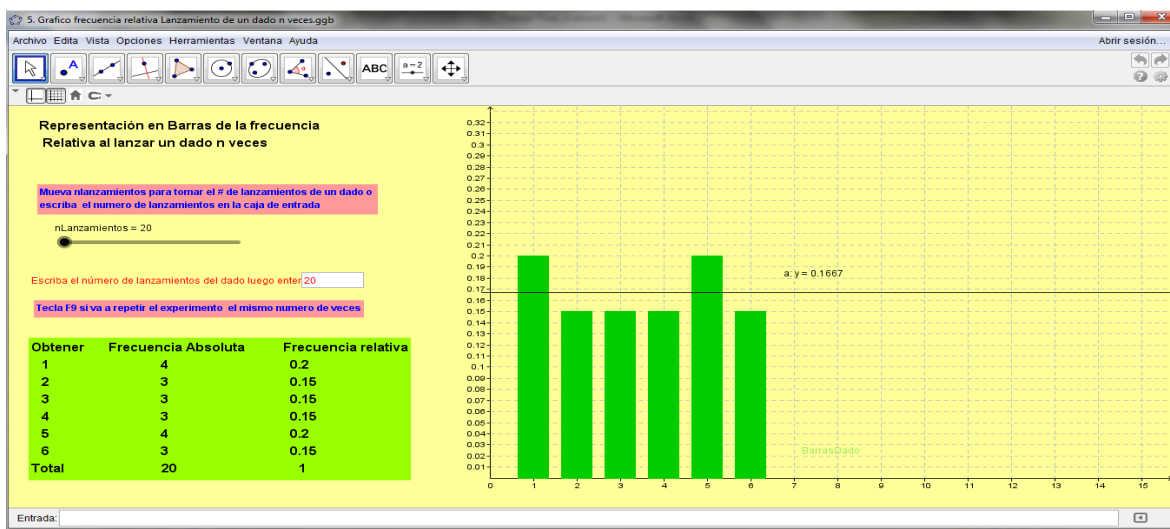 5. Grafico frecuencia relativa Lanzamiento de un dado n veces.ggb
Archivo Edita Vista Opciones Herramientas Ventana Ayuda
Abrir sesión...
A
ABC
a=2
Representación en Barras de la frecuencia
Relativa al lanzar un dado n veces
Mueva nlanzamientos para tomar el # de lanzamientos de un dado o
escriba el numero de lanzamientos en la caja de entrada
nLanzamientos = 20
Escriba el número de lanzamientos del dado luego enter 20
Tecla F9 si va a repetir el experimento el mismo numero de veces
Obtener Frecuencia Absoluta Frecuencia relativa
1 4 0.2
2 3 0.15
3 3 0.15
4 3 0.15
5 4 0.2
6 3 0.15
Total 20 1
0.32
0.31
0.3
0.29
0.28
0.27
0.26
0.25
0.24
0.23
0.22
0.21
0.2
0.19
0.18
0.17
0.16
0.15
0.14
0.13
0.12
0.11
0.1
0.09
0.08
0.07
0.06
0.05
0.04
0.03
0.02
0.01
a: y = 0.1667
BarrasDado
0 1 2 3 4 5 6 7 8 9 10 11 12 13 14 15
Entrada: